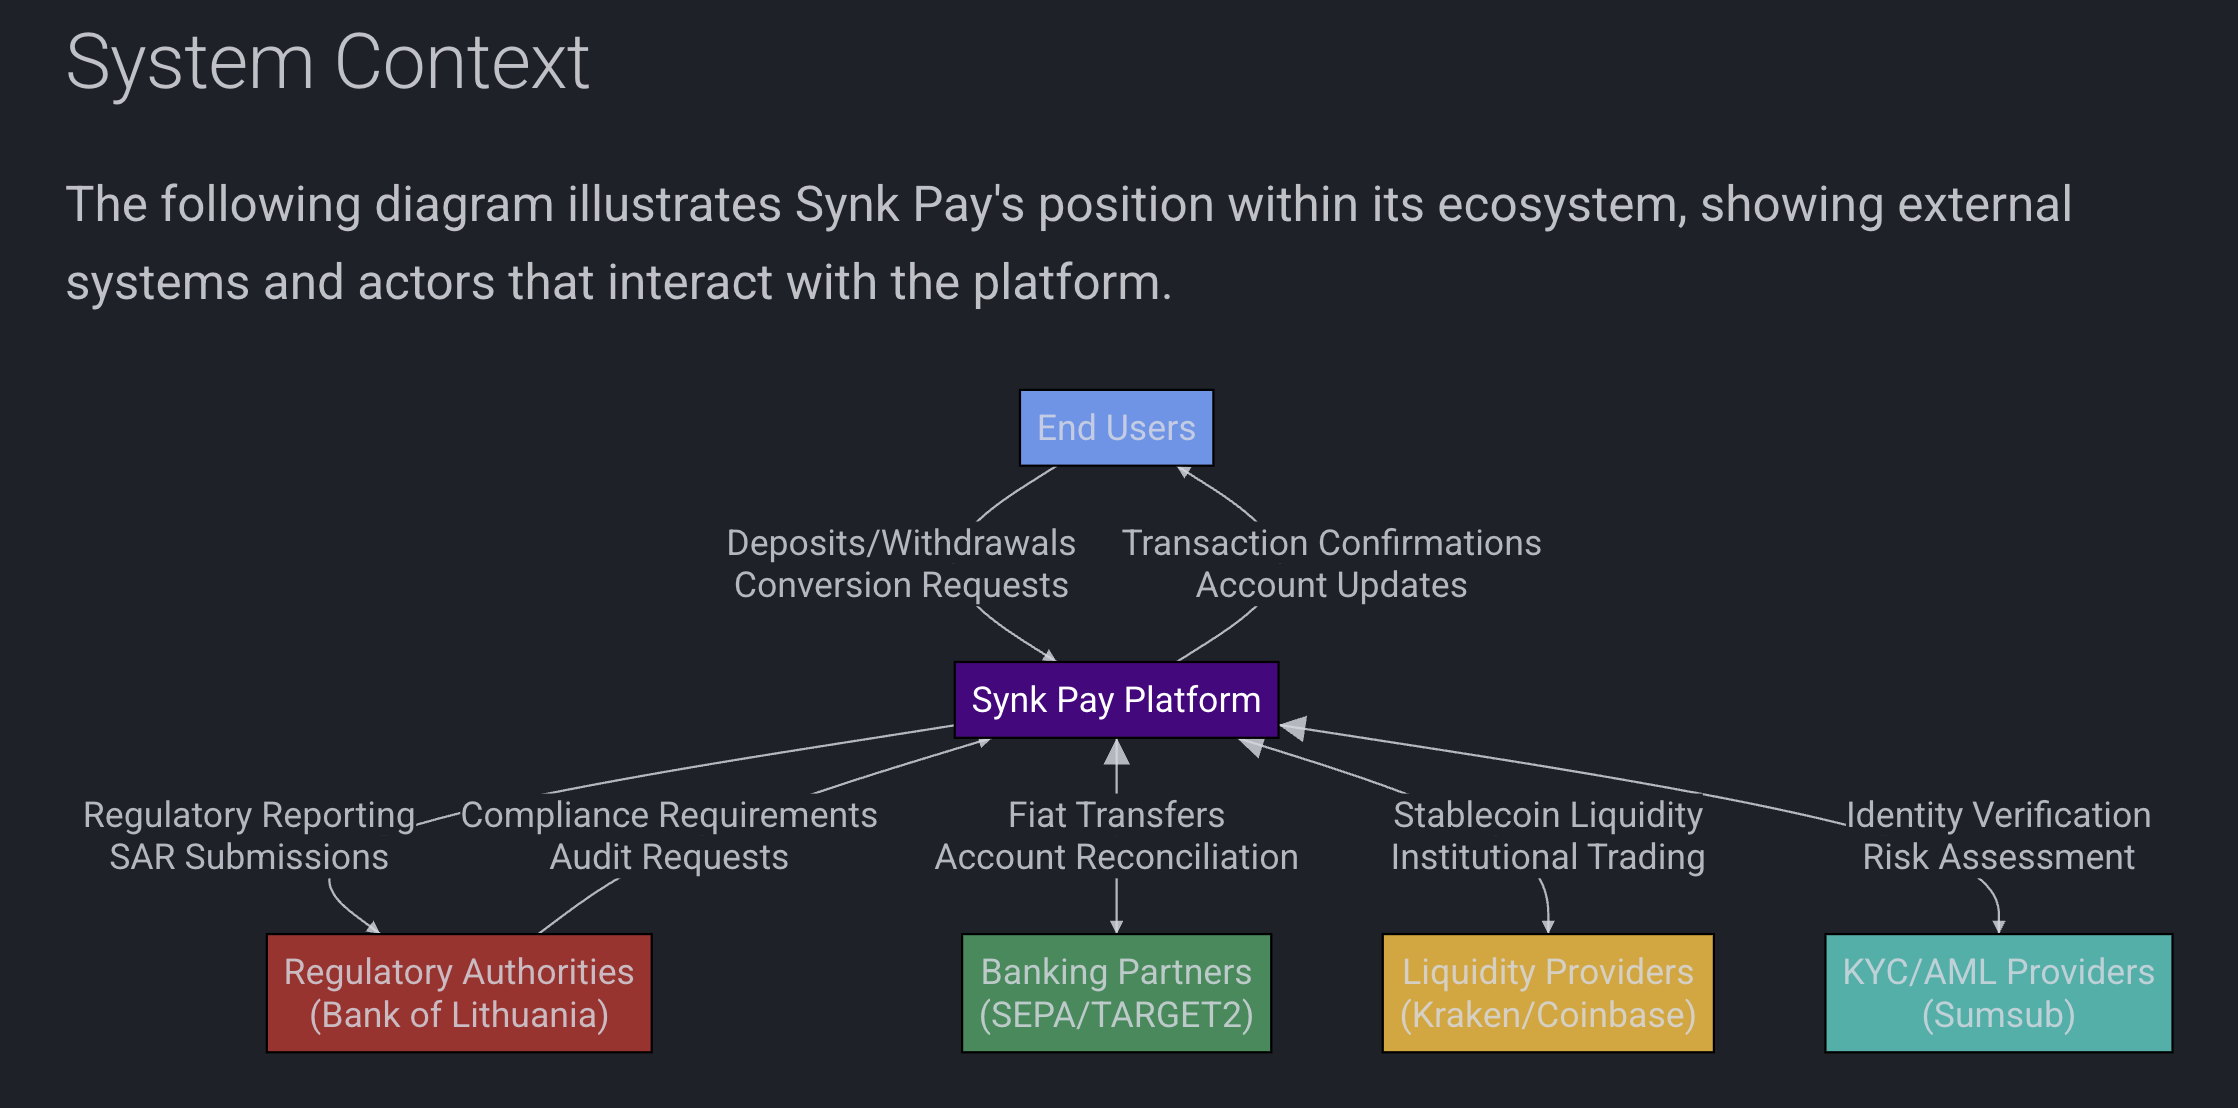 System Context
The following diagram illustrates Synk Pay's position within its ecosystem, showing external
systems and actors that interact with the platform.
End Users
Deposits/Withdrawals
Conversion Requests
Transaction Confirmations
Account Updates
Synk Pay Platform
Regulatory Reporting
SAR Submissions
Compliance Requirements
Audit Requests
Fiat Transfers
Account Reconciliation
Stablecoin Liquidity
Institutional Trading
Identity Verification
Risk Assessment
Regulatory Authorities
(Bank of Lithuania)
Banking Partners
(SEPA/TARGET2)
Liquidity Providers
(Kraken/Coinbase)
KYC/AML Providers
(Sumsub)